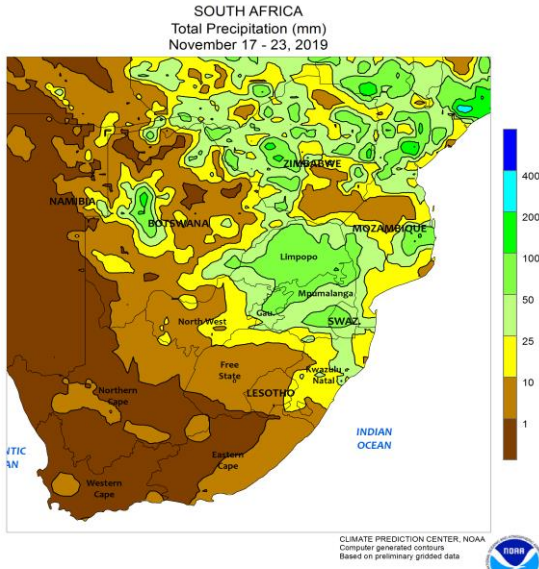 SOUTH AFRICA
Total Precipitation (mm)
November 17 - 23, 2019
ZIMBABWE
NAMIBIA
BOTSWANA
MOZAMBIQUE
Limpopo
Mpumalanga
Gau.
SWAZ.
North West
Free
State
Kwazulu
Natal
LESOTHO
Northern
Cape
Eastern
Cape
Western
Cape
NTIC
AN
INDIAN
OCEAN
400
200
100
50
25
10
1
CLIMATE PREDICTION CENTER, NOAA
Computer generated contours
Based on preliminary gridded data
NOAA